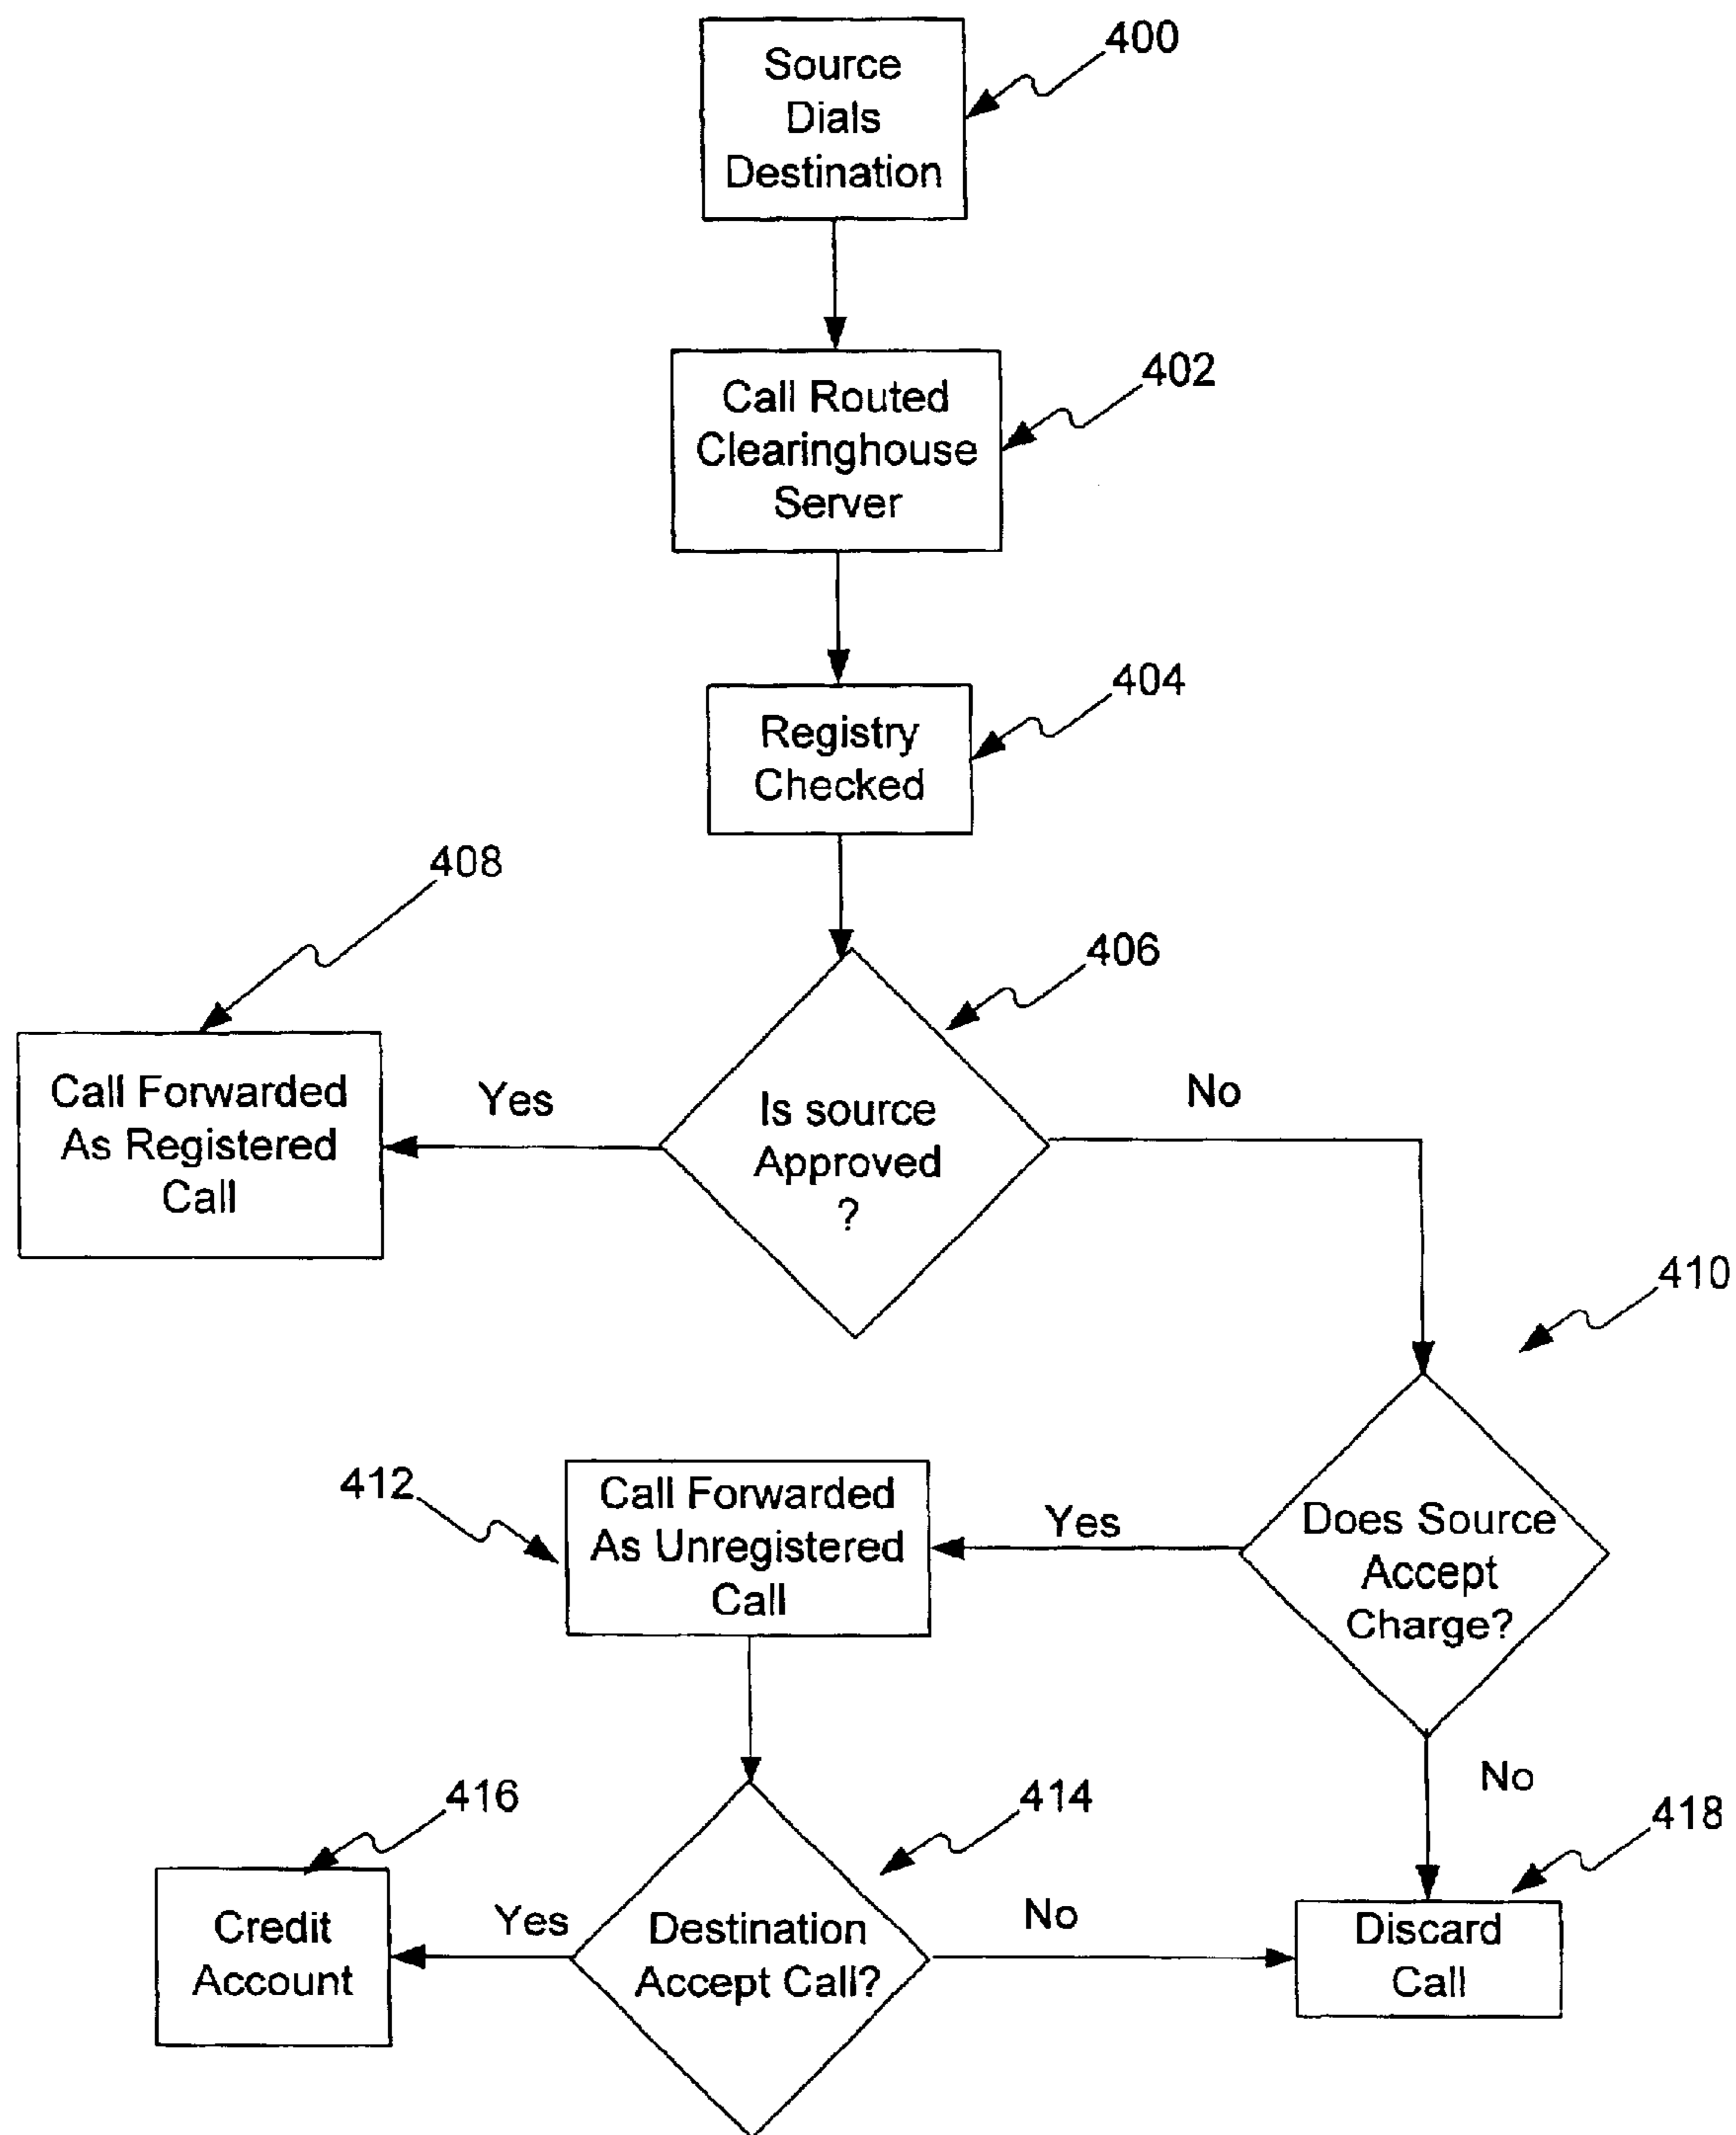 400
Source
Dials
Destination
402
Call Routed
Clearinghouse
Server
404
Registry
Checked
408
406
Call Forwarded
As Registered
Call
Yes
Is source
Approved
?
No
410
412
Call Forwarded
As Unregistered
Call
Yes
Does Source
Accept
Charge?
No
416
414
418
Credit
Account
Yes
Destination
Accept Call?
No
Discard
Call